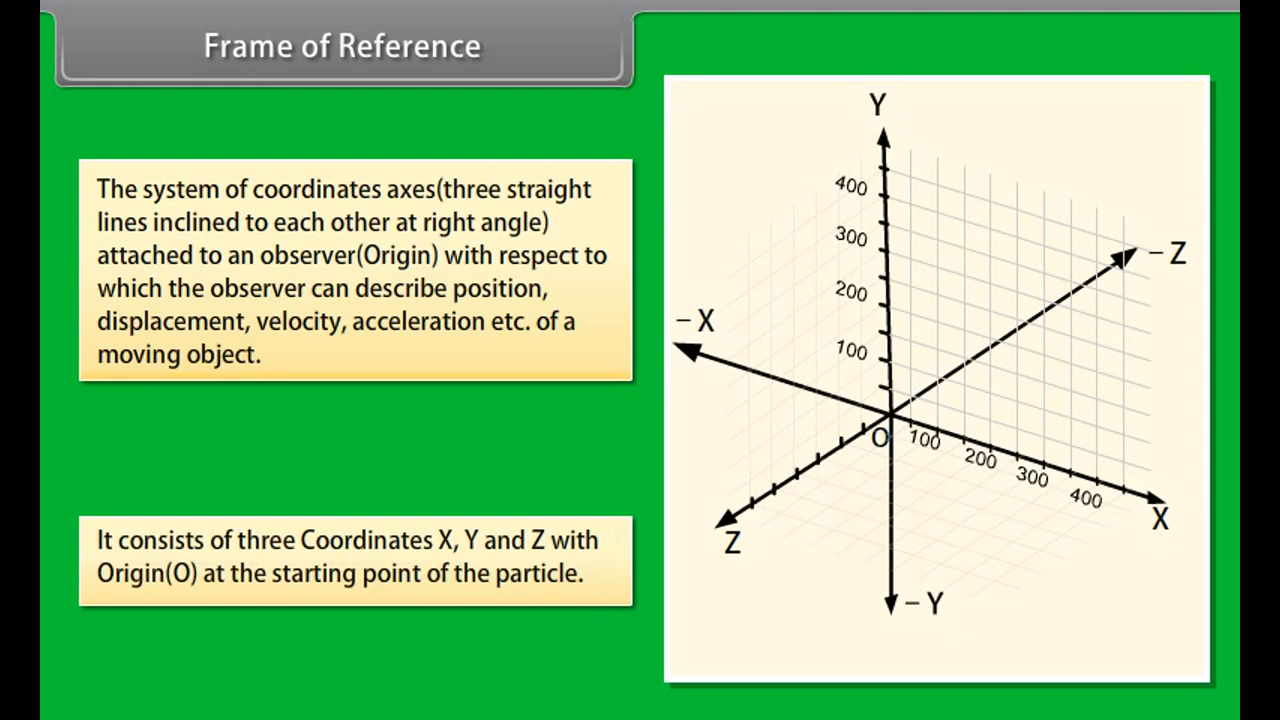 Frame of Reference
The system of coordinates axes(three straight
lines inclined to each other at right angle)
attached to an observer(Origin) with respect to
which the observer can describe position,
displacement, velocity, acceleration etc. of a
moving object.
It consists of three Coordinates X, Y and Z with
Origin(O) at the starting point of the particle.
Y
400
300
200
100
– Z
– X
O
100
200
300
400
X
Z
– Y